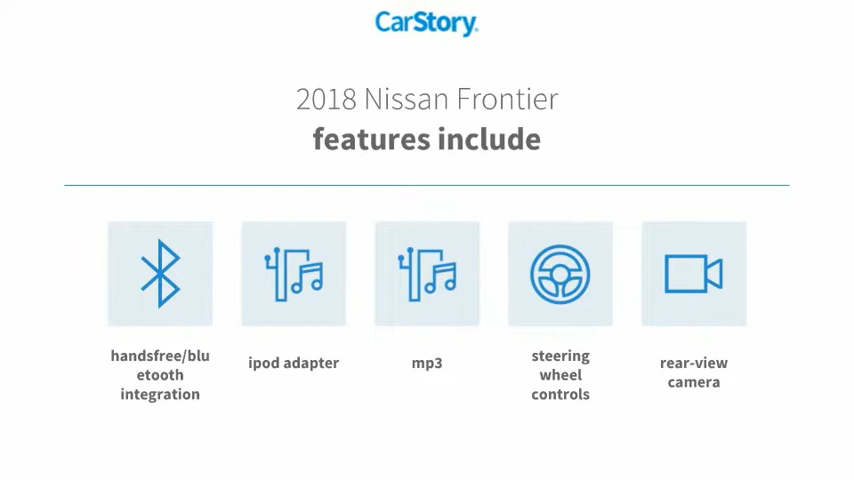 CarStory
2018 Nissan Frontier
features include
handsfree/blu
etooth
integration
ipod adapter
mp3
steering
wheel
controls
rear-view
camera